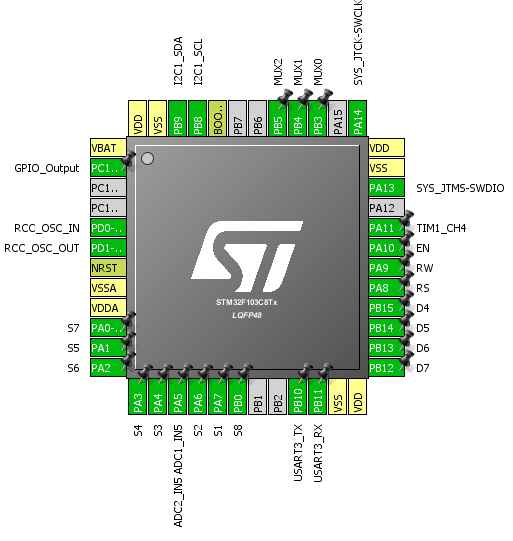 I2C1_SDA
I2C1_SCL
MUX2
MUX1
MUX0
SYS_JTCK-SWCLK
VDD
VSS
PB9
PB8
BOO..
PB7
PB6
PB5
PB4
PB3
PA15
PA14
VBAT
GPIO_Output PC1..
PC1..
PC1..
RCC_OSC_IN PD0-..
RCC_OSC_OUT PD1-..
NRST
VSSA
VDDA
S7 PA0-..
S5 PA1
S6 PA2
STM32F103C8Tx
LQFP48
VDD
VSS
PA13 SYS_JTMS-SWDIO
PA12
PA11 TIM1_CH4
PA10 EN
PA9 RW
PA8 RS
PB15 D4
PB14 D5
PB13 D6
PB12 D7
PA3
PA4
PA5
PA6
PA7
PB0
PB1
PB2
PB10
PB11
VSS
VDD
S4
S3
ADC2_IN5 ADC1_IN5
S2
S1
S8
USART3_TX
USART3_RX